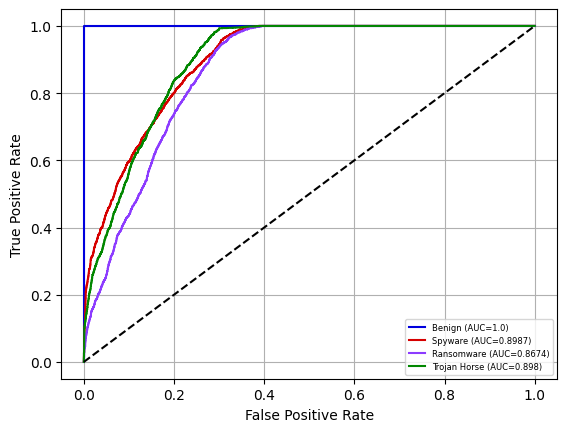 True Positive Rate
1.0
0.8
0.6
0.4
0.2
0.0
0.0 0.2 0.4 0.6 0.8 1.0
False Positive Rate
Benign (AUC=1.0)
Spyware (AUC=0.8987)
Ransomware (AUC=0.8674)
Trojan Horse (AUC=0.898)